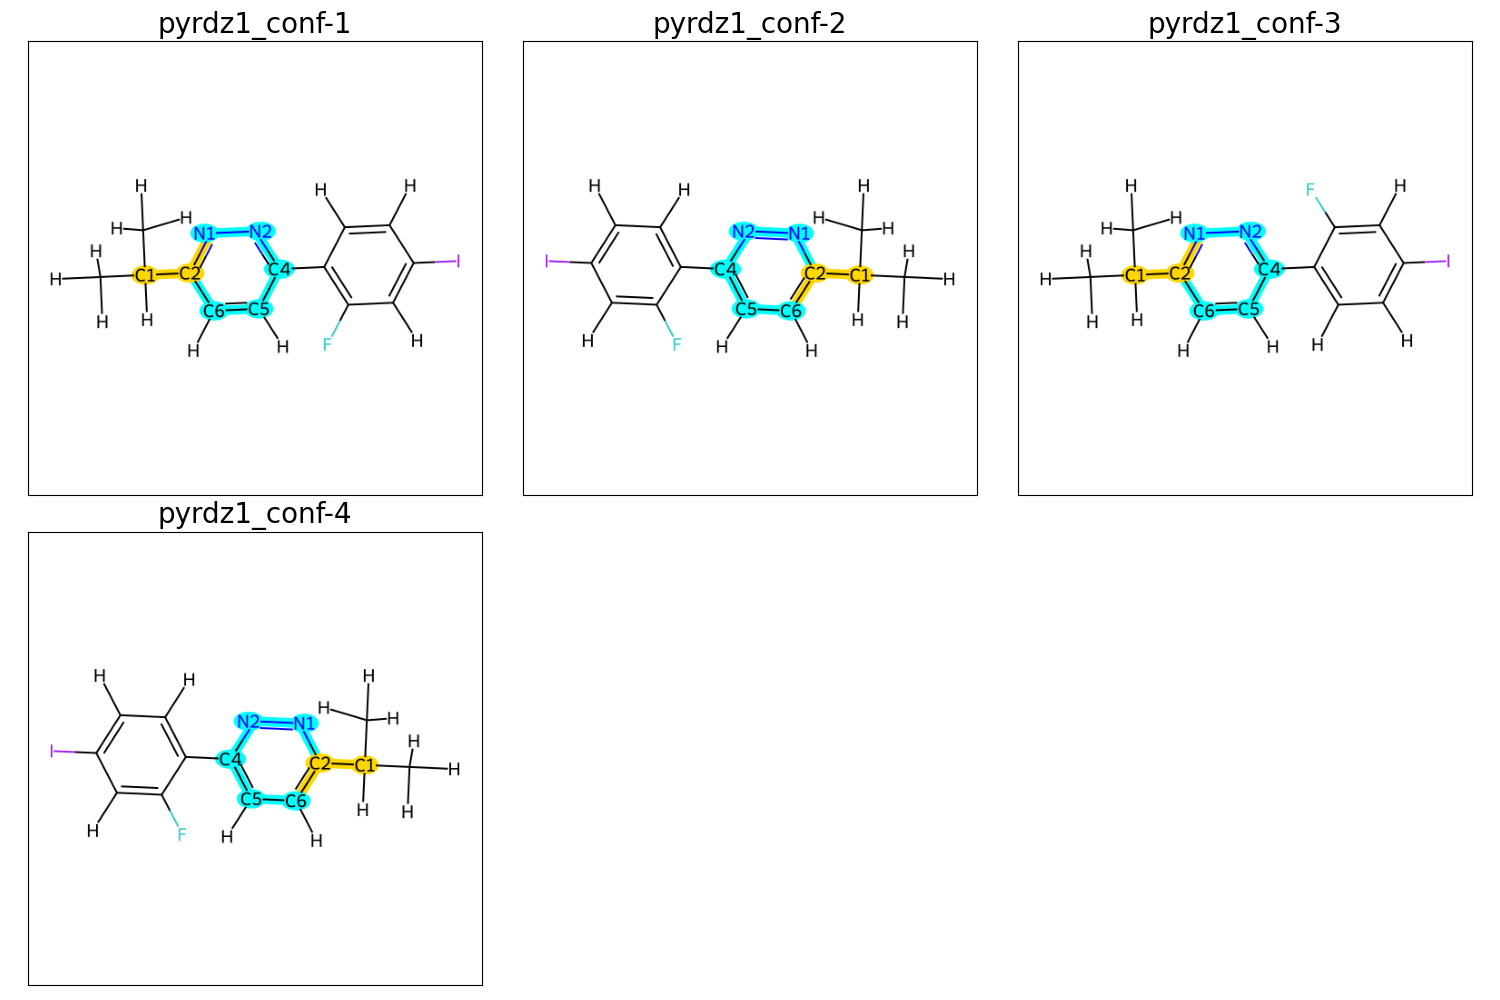 pyrdz1_conf-1 pyrdz1_conf-2 pyrdz1_conf-3
H H H H
H H N1 N2
H H C1 C2 C4 I
H H C6 C5
H H F H
H H H
H H N2 N1 H
I C4 C2 C1 H H
H F C5 C6 H H
H H
H F H
H H N1 N2
H H C1 C2 C4 I
H H C6 C5
H H H H
pyrdz1_conf-4
H H H
H N2 N1 H
I C4 C2 C1 H H
H F C5 C6 H H
H H